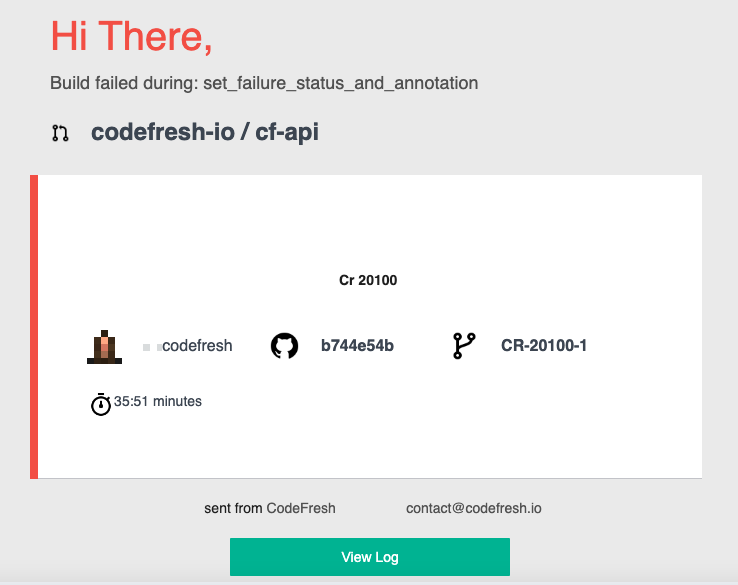 Hi There,
Build failed during: set_failure_status_and_annotation
codefresh-io / cf-api
Cr 20100
codefresh b744e54b CR-20100-1
35:51 minutes
sent from CodeFresh contact@codefresh.io
View Log